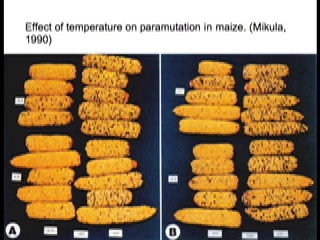 Effect of temperature on paramutation in maize. (Mikula,
1990)
A
B